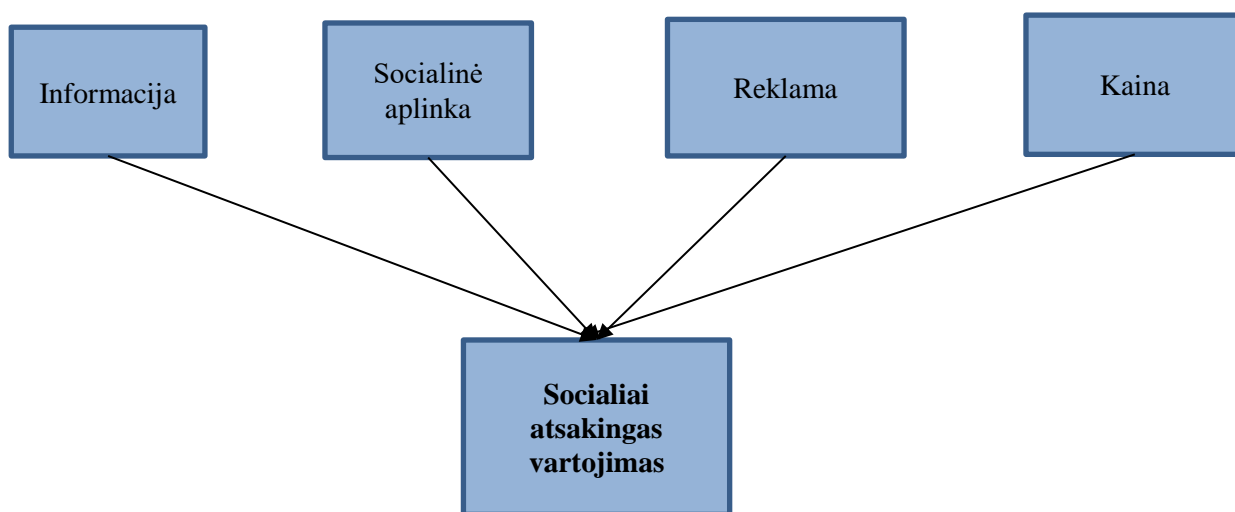 Informacija
Socialinė
aplinka
Reklama
Kaina
Socialiai
atsakingas
vartojimas